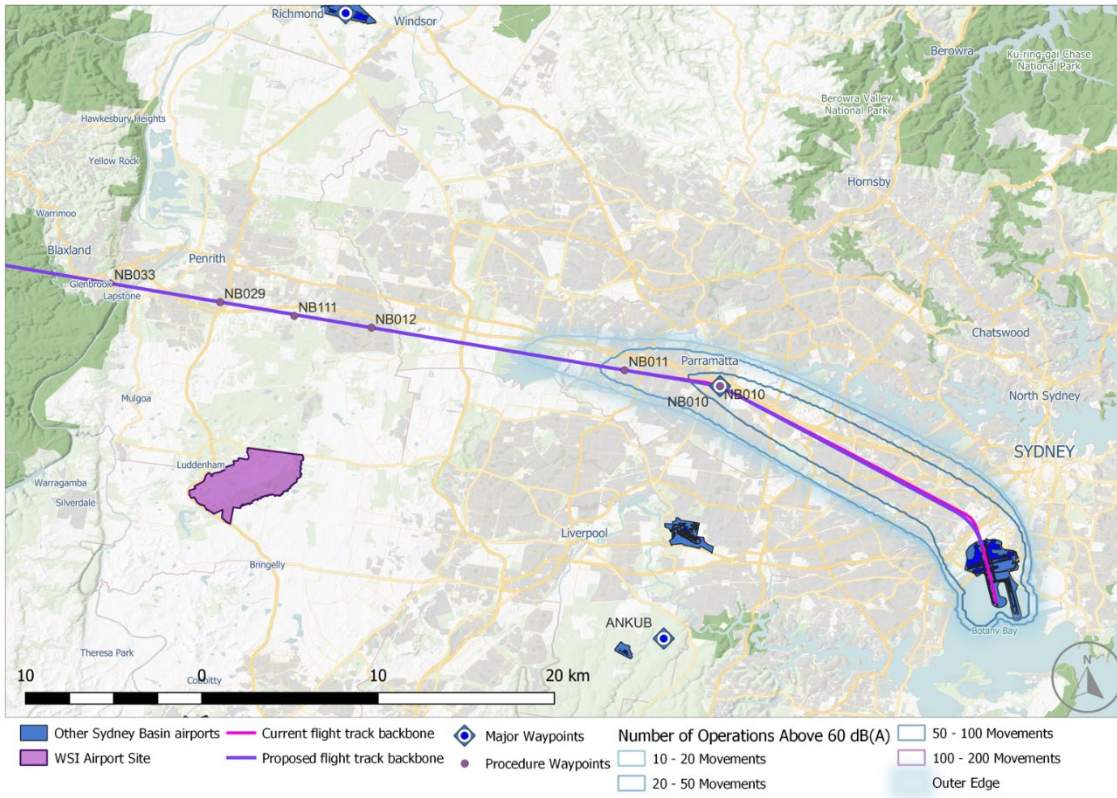 Richmond
Windsor
Berowra
Ku-ring-gai Chase
National Park
Berowra Valley
National Park
Hawkesbury Heights
Yellow Rock
Hornsby
Warrimoo
Blaxland
Penrith
NB033
Glenbrook
Lapstone
NB029
NB111
NB012
Chatswood
Parramatta
NB011
NB010
NB010
North Sydney
Mulgoa
SYDNEY
Luddenham
Warragamba
Silverdale
Liverpool
Bringelly
ANKUB
Botany Bay
Theresa Park
Cobbitty
N
10 0 10 20 km
Other Sydney Basin airports
WSI Airport Site
Current flight track backbone
Proposed flight track backbone
Major Waypoints
Procedure Waypoints
Number of Operations Above 60 dB(A)
10 - 20 Movements
20 - 50 Movements
50 - 100 Movements
100 - 200 Movements
Outer Edge